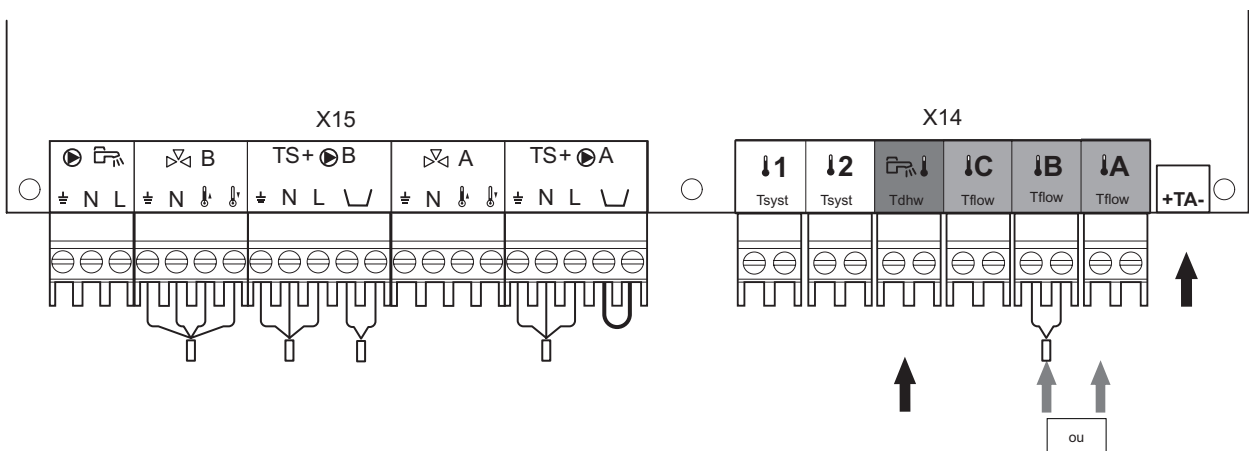 X15
X14
B
TS+ B
A
TS+ A
N L
N
N L
N
N L
1
Tsyst
2
Tsyst
Tdhw
C
Tflow
B
Tflow
A
Tflow
+TA-
ou